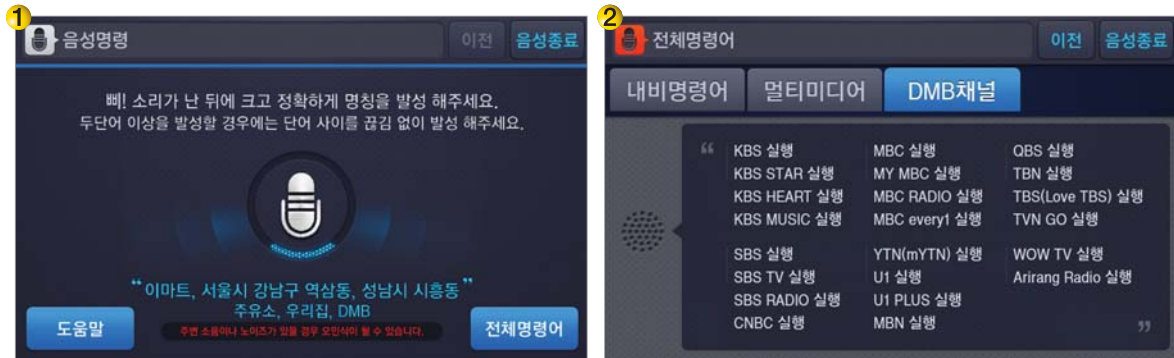 1
음성명령
이전
음성종료
삐! 소리가 난 뒤에 크고 정확하게 명칭을 발성 해주세요.
두단어 이상을 발성할 경우에는 단어 사이를 끊김 없이 발성 해주세요.
“이마트, 서울시 강남구 역삼동, 성남시 시흥동”
주유소, 우리집, DMB
주변 소음이나 노이즈가 있을 경우 오인식이 될 수 있습니다.
도움말
전체명령어
2
전체명령어
이전
음성종료
내비명령어
멀티미디어
DMB채널
“
KBS 실행
KBS STAR 실행
KBS HEART 실행
KBS MUSIC 실행
SBS 실행
SBS TV 실행
SBS RADIO 실행
CNBC 실행
MBC 실행
MY MBC 실행
MBC RADIO 실행
MBC every1 실행
YTN(mYTN) 실행
U1 실행
U1 PLUS 실행
MBN 실행
QBS 실행
TBN 실행
TBS(Love TBS) 실행
TVN GO 실행
WOW TV 실행
Arirang Radio 실행
”